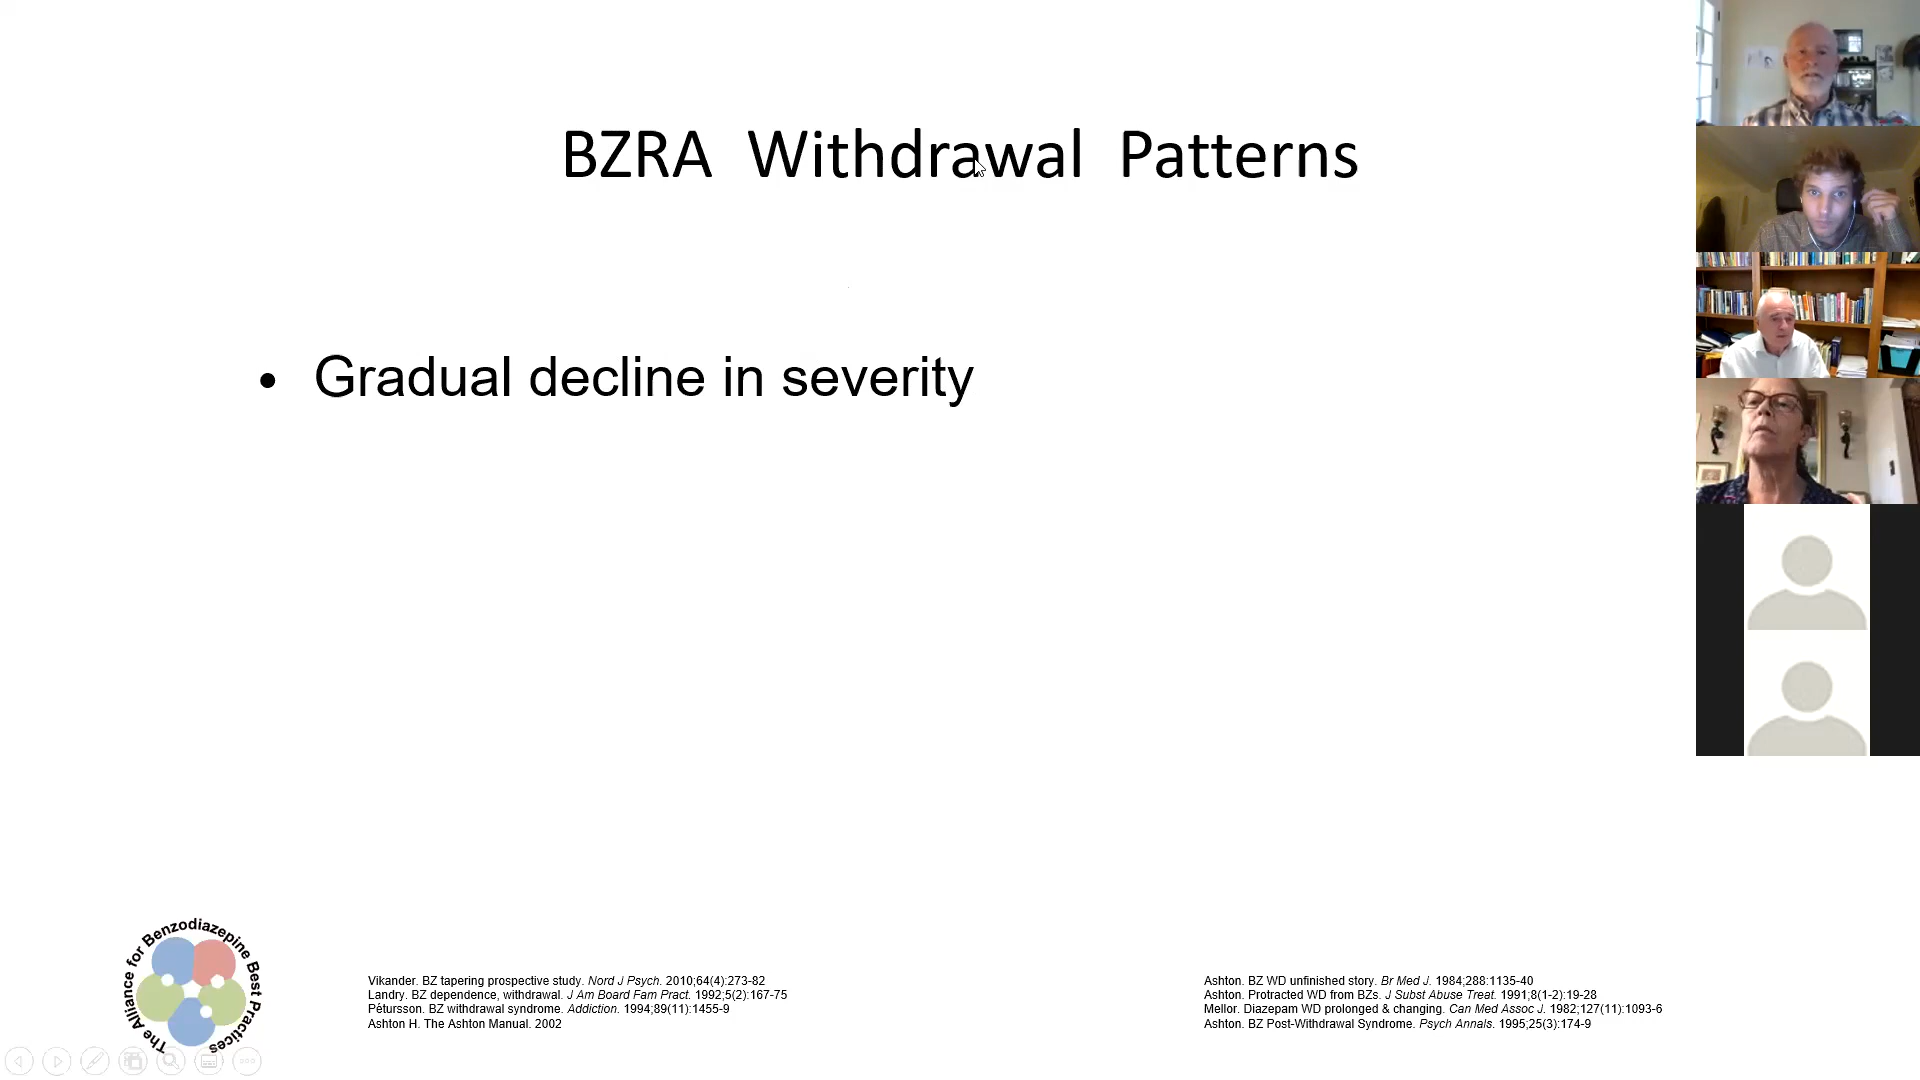 BZRA Withdrawal Patterns
• Gradual decline in severity
The Alliance for Benzodiazepine Best Practices
Vikander. BZ tapering prospective study. Nord J Psych. 2010;64(4):273-82
Landry. BZ dependence, withdrawal. J Am Board Fam Pract. 1992;5(2):167-75
Pétursson. BZ withdrawal syndrome. Addiction. 1994;89(11):1455-9
Ashton H. The Ashton Manual. 2002
Ashton. BZ WD unfinished story. Br Med J. 1984;288:1135-40
Ashton. Protracted WD from BZs. J Subst Abuse Treat. 1991;8(1-2):19-28
Mellor. Diazepam WD prolonged & changing. Can Med Assoc J. 1982;127(11):1093-6
Ashton. BZ Post-Withdrawal Syndrome. Psych Annals. 1995;25(3):174-9